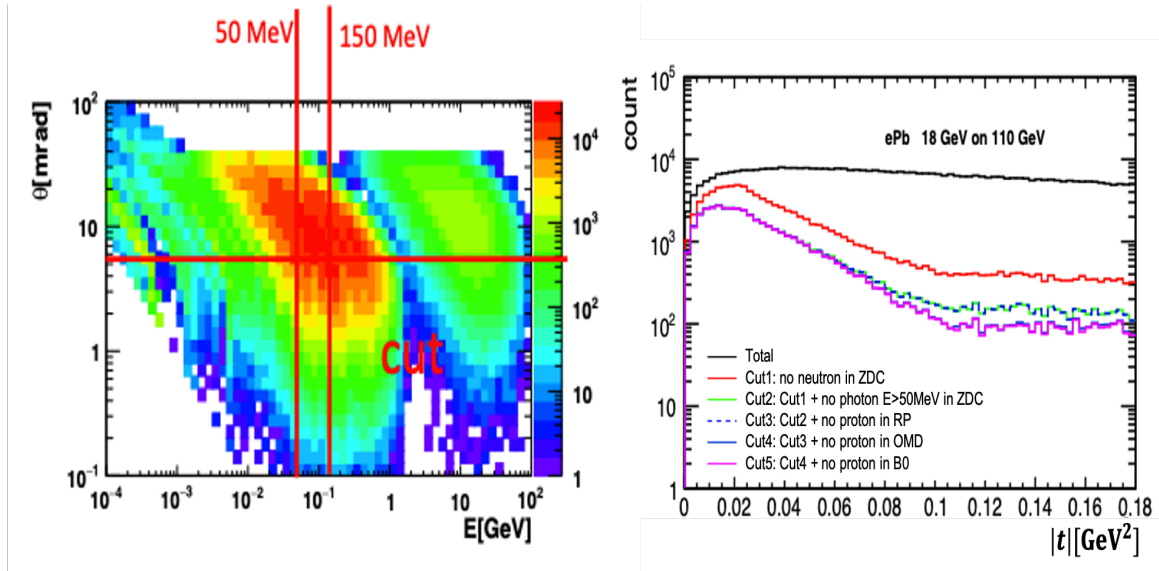 50 MeV
150 MeV
10²
10
1
10⁻¹
θ[mrad]
cut
10⁻⁴
10⁻³
10⁻²
10⁻¹
1
10
10²
E[GeV]
10⁴
10³
10²
10
1
count
10⁵
10⁴
10³
10²
10
1
ePb 18 GeV on 110 GeV
Total
Cut1: no neutron in ZDC
Cut2: Cut1 + no photon E>50MeV in ZDC
Cut3: Cut2 + no proton in RP
Cut4: Cut3 + no proton in OMD
Cut5: Cut4 + no proton in B0
0
0.02
0.04
0.06
0.08
0.10
0.12
0.14
0.16
0.18
|t|[GeV²]